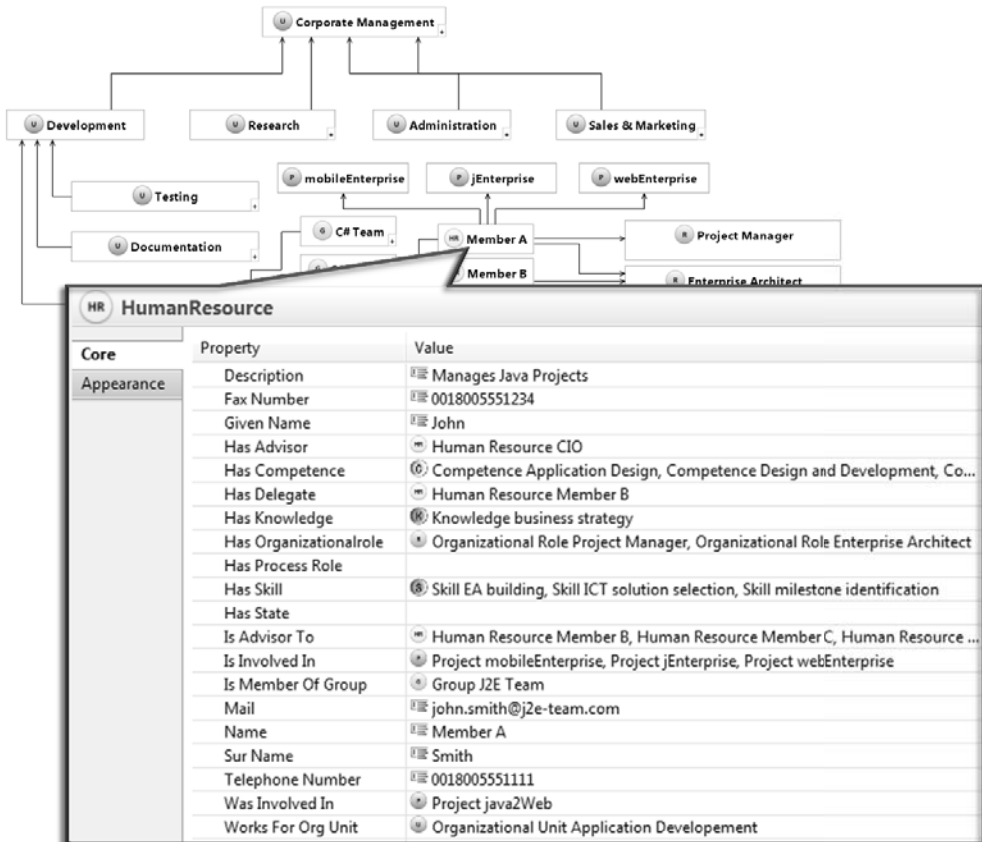 U Corporate Management
U Development
U Research
U Administration
U Sales & Marketing
P mobileEnterprise
P jEnterprise
P webEnterprise
U Testing
G C# Team
HR Member A
R Project Manager
U Documentation
G
Member B
R Enterprise Architect
HR HumanResource
Core
Appearance
Property Value
Description Manages Java Projects
Fax Number 0018005551234
Given Name John
Has Advisor HR Human Resource CIO
Has Competence C Competence Application Design, Competence Design and Development, Co...
Has Delegate HR Human Resource Member B
Has Knowledge K Knowledge business strategy
Has Organizationalrole Organizational Role Project Manager, Organizational Role Enterprise Architect
Has Process Role
Has Skill S Skill EA building, Skill ICT solution selection, Skill milestone identification
Has State
Is Advisor To HR Human Resource Member B, Human Resource Member C, Human Resource ...
Is Involved In Project mobileEnterprise, Project jEnterprise, Project webEnterprise
Is Member Of Group G Group J2E Team
Mail john.smith@j2e-team.com
Name Member A
Sur Name Smith
Telephone Number 0018005551111
Was Involved In Project java2Web
Works For Org Unit U Organizational Unit Application Developement